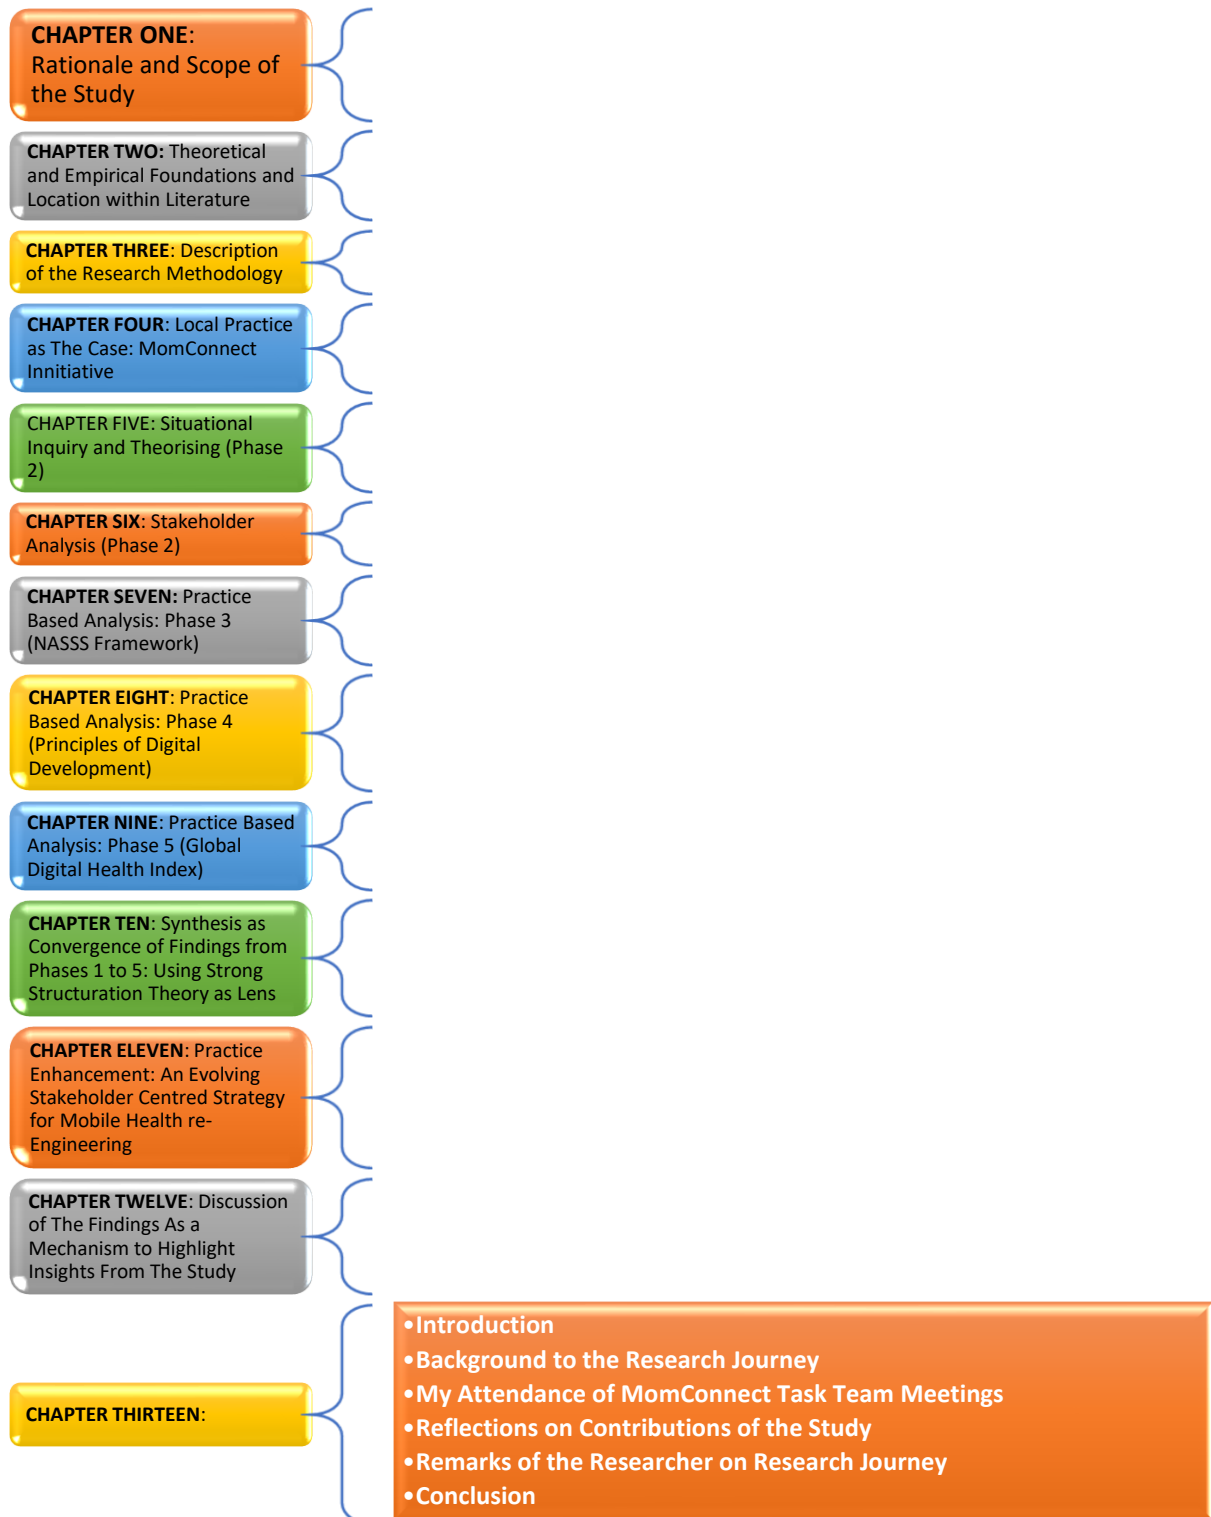 CHAPTER ONE:
Rationale and Scope of
the Study
CHAPTER TWO: Theoretical
and Empirical Foundations and
Location within Literature
CHAPTER THREE: Description
of the Research Methodology
CHAPTER FOUR: Local Practice
as The Case: MomConnect
Innitiative
CHAPTER FIVE: Situational
Inquiry and Theorising (Phase
2)
CHAPTER SIX: Stakeholder
Analysis (Phase 2)
CHAPTER SEVEN: Practice
Based Analysis: Phase 3
(NASSS Framework)
CHAPTER EIGHT: Practice
Based Analysis: Phase 4
(Principles of Digital
Development)
CHAPTER NINE: Practice Based
Analysis: Phase 5 (Global
Digital Health Index)
CHAPTER TEN: Synthesis as
Convergence of Findings from
Phases 1 to 5: Using Strong
Structuration Theory as Lens
CHAPTER ELEVEN: Practice
Enhancement: An Evolving
Stakeholder Centred Strategy
for Mobile Health re-
Engineering
CHAPTER TWELVE: Discussion
of The Findings As a
Mechanism to Highlight
Insights From The Study
CHAPTER THIRTEEN:
•Introduction
•Background to the Research Journey
•My Attendance of MomConnect Task Team Meetings
•Reflections on Contributions of the Study
•Remarks of the Researcher on Research Journey
•Conclusion